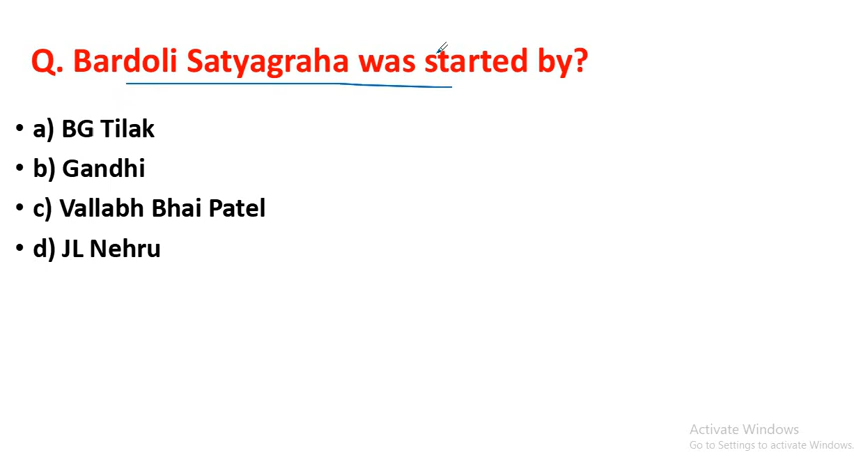 Q. Bardoli Satyagraha was started by?
• a) BG Tilak
• b) Gandhi
• c) Vallabh Bhai Patel
• d) JL Nehru
Activate Windows
Go to Settings to activate Windows.